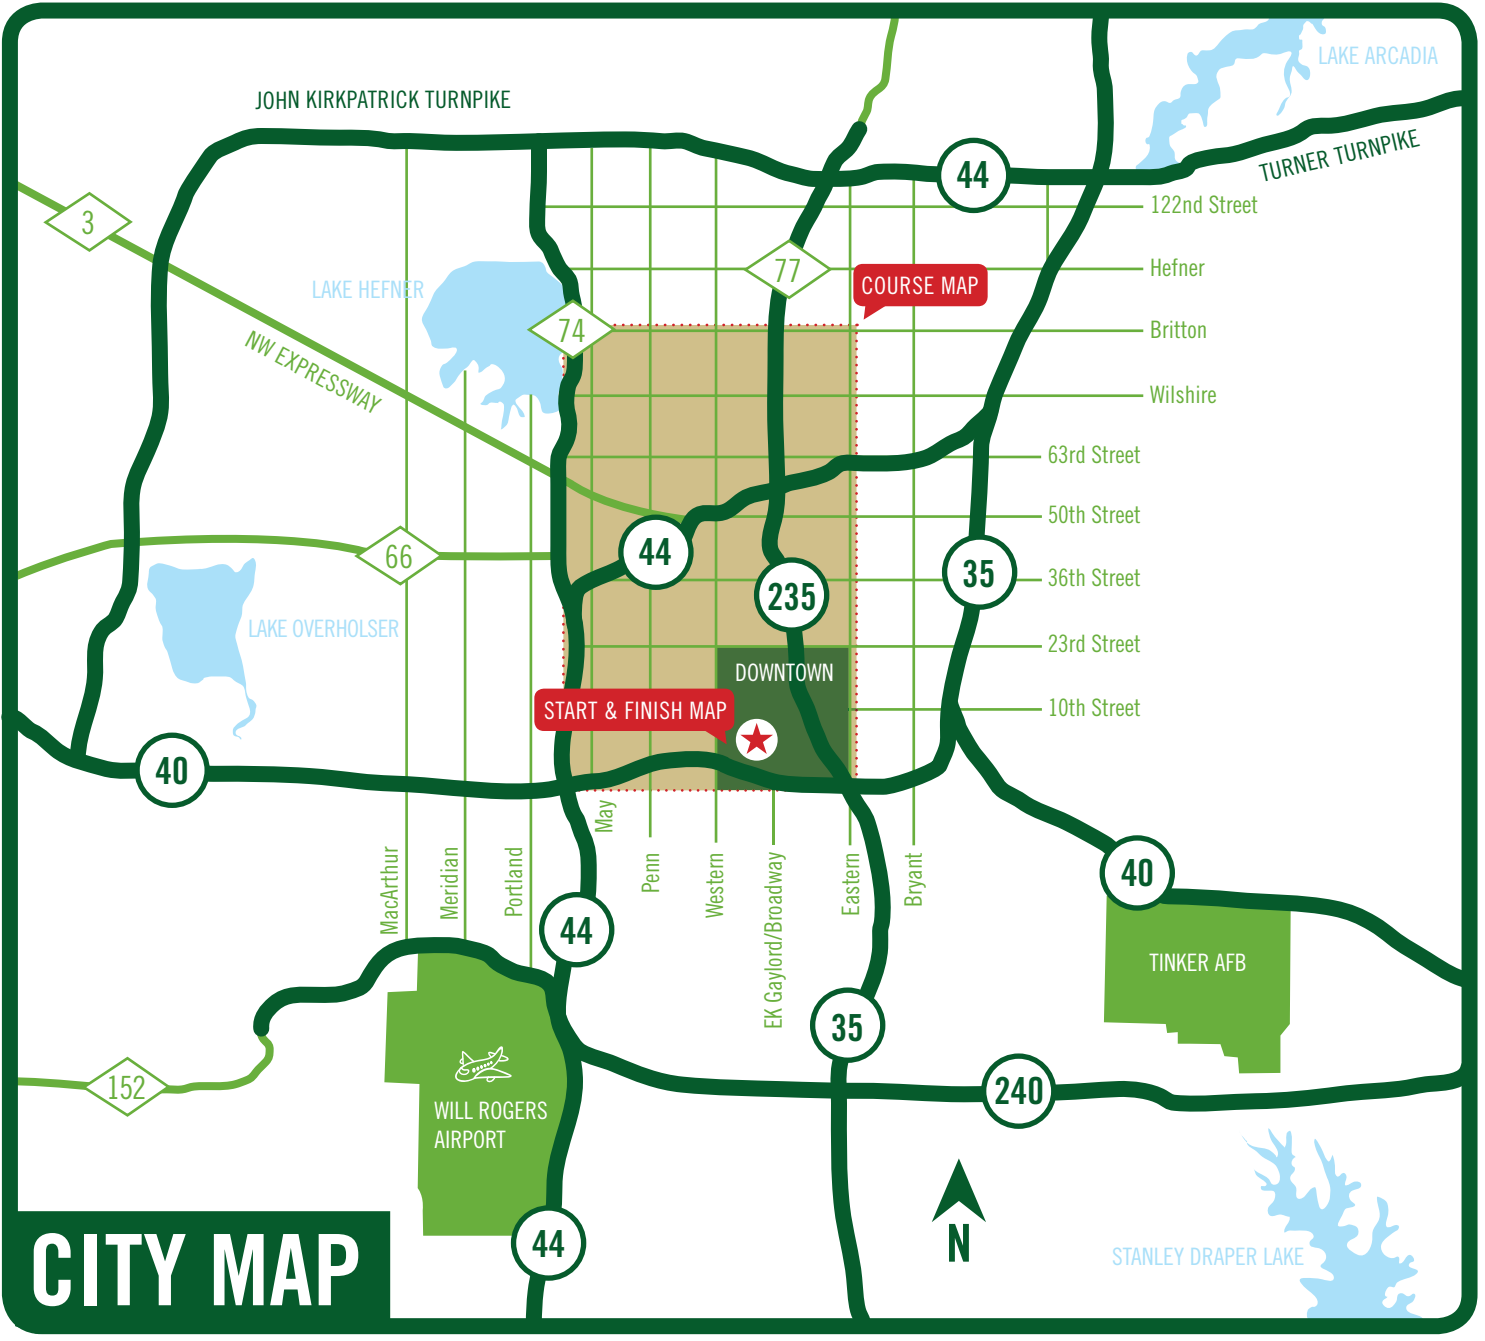 LAKE ARCADIA
JOHN KIRKPATRICK TURNPIKE
TURNER TURNPIKE
44
122nd Street
3
77
Hefner
COURSE MAP
LAKE HEFNER
74
Britton
NW EXPRESSWAY
Wilshire
63rd Street
50th Street
66
44
35
36th Street
235
LAKE OVERHOLSER
23rd Street
DOWNTOWN
START & FINISH MAP
10th Street
40
May
MacArthur
Meridian
Portland
Penn
Western
EK Gaylord/Broadway
Eastern
Bryant
40
44
TINKER AFB
35
152
240
WILL ROGERS
AIRPORT
N
44
STANLEY DRAPER LAKE
CITY MAP